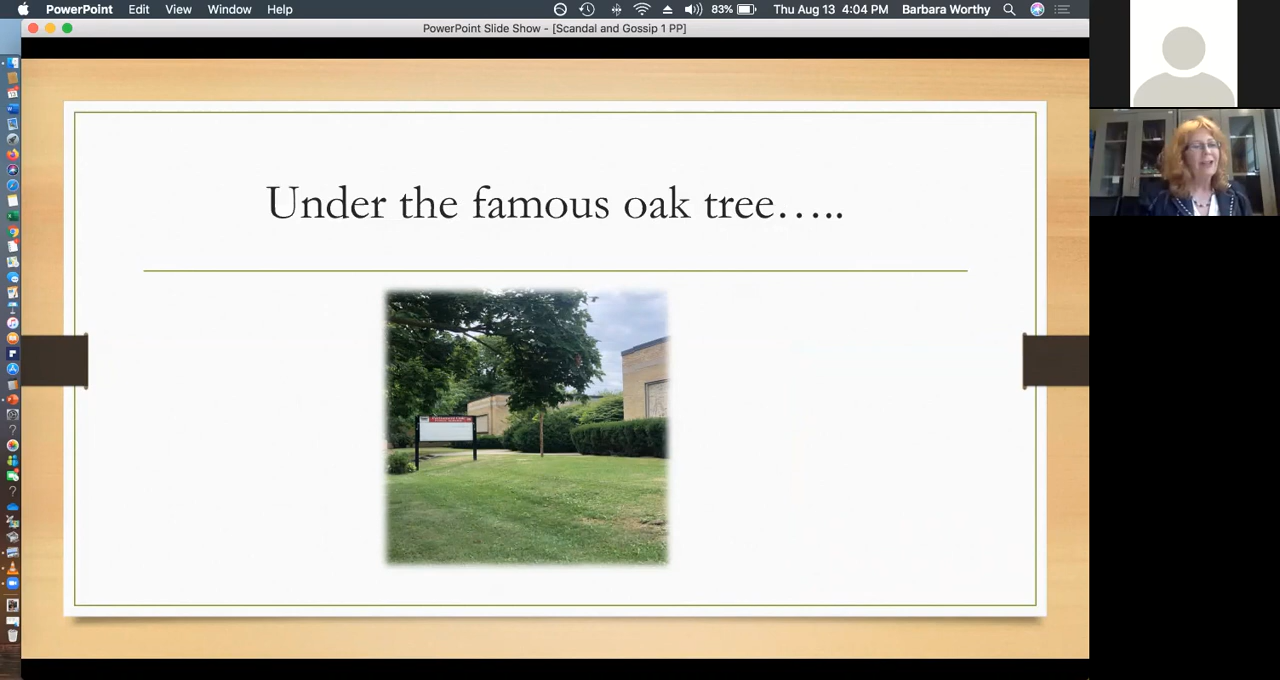 PowerPoint Edit View Window Help 83% Thu Aug 13 4:04 PM Barbara Worthy
PowerPoint Slide Show - [Scandal and Gossip 1 PP]
Under the famous oak tree…..